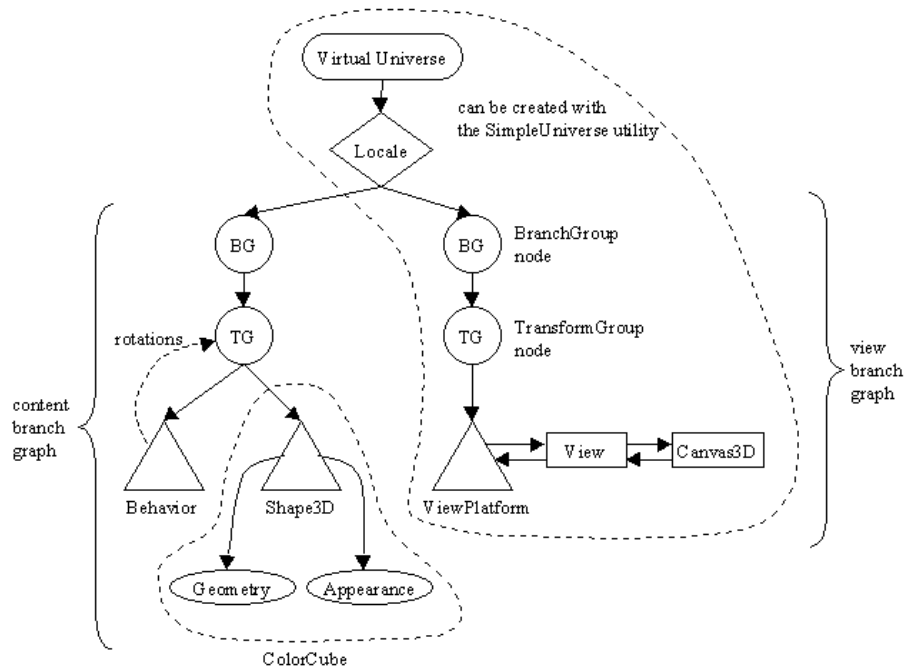 Virtual Universe
can be created with
the SimpleUniverse utility
Locale
BG
BG
BranchGroup
node
rotations
TG
TG
TransformGroup
node
view
branch
graph
content
branch
graph
View
Canvas3D
Behavior
Shape3D
ViewPlatform
Geometry
Appearance
ColorCube